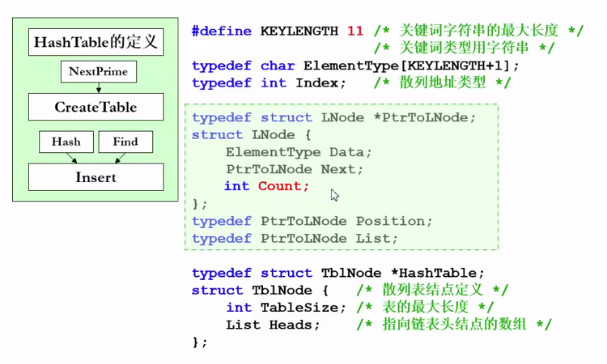 HashTable的定义
NextPrime
CreateTable
Hash
Find
Insert
#define KEYLENGTH 11 /* 关键词字符串的最大长度 */
/* 关键词类型用字符串 */
typedef char ElementType[KEYLENGTH+1];
typedef int Index; /* 散列地址类型 */
typedef struct LNode *PtrToLNode;
struct LNode {
ElementType Data;
PtrToLNode Next;
int Count;
};
typedef PtrToLNode Position;
typedef PtrToLNode List;
typedef struct TblNode *HashTable;
struct TblNode { /* 散列表结点定义 */
int TableSize; /* 表的最大长度 */
List Heads; /* 指向链表头结点的数组 */
};